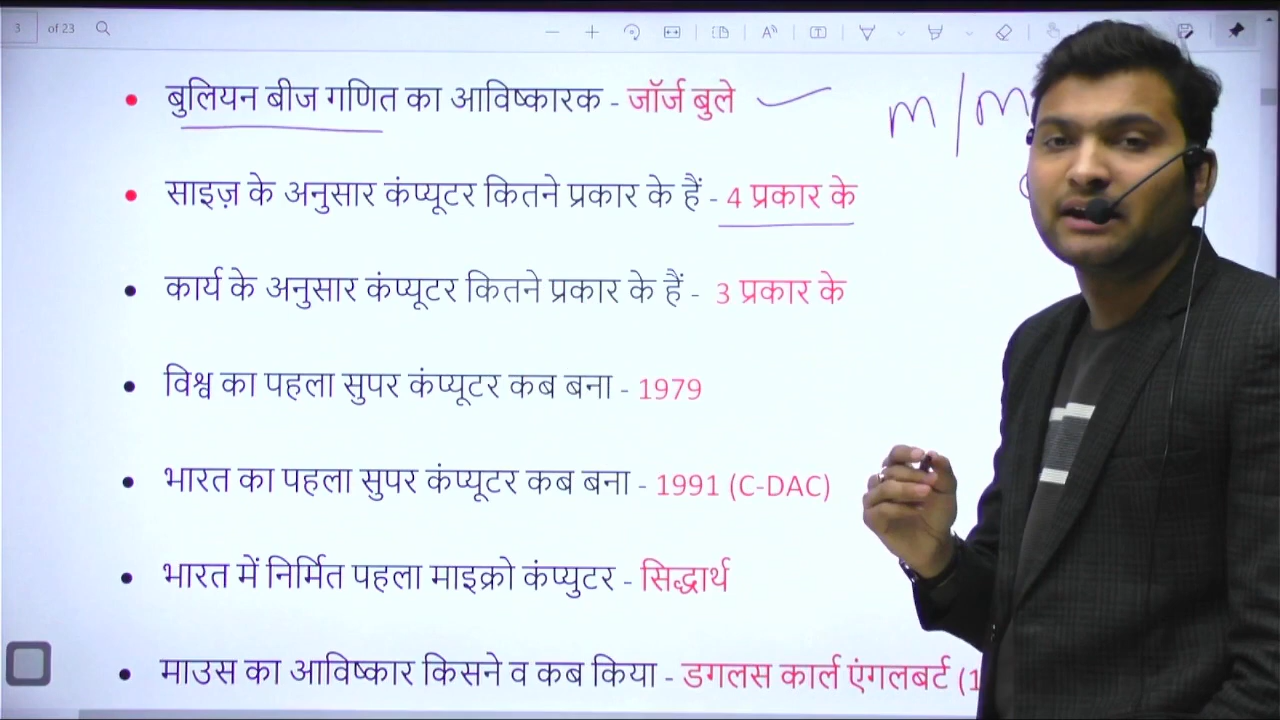 3 of 23
• बुलियन बीज गणित का आविष्कारक - जॉर्ज बुले
m/m
• साइज़ के अनुसार कंप्यूटर कितने प्रकार के हैं - 4 प्रकार के
• कार्य के अनुसार कंप्यूटर कितने प्रकार के हैं - 3 प्रकार के
• विश्व का पहला सुपर कंप्यूटर कब बना - 1979
• भारत का पहला सुपर कंप्यूटर कब बना - 1991 (C-DAC)
• भारत में निर्मित पहला माइक्रो कंप्युटर - सिद्धार्थ
• माउस का आविष्कार किसने व कब किया - डगलस कार्ल एंगलबर्ट (1